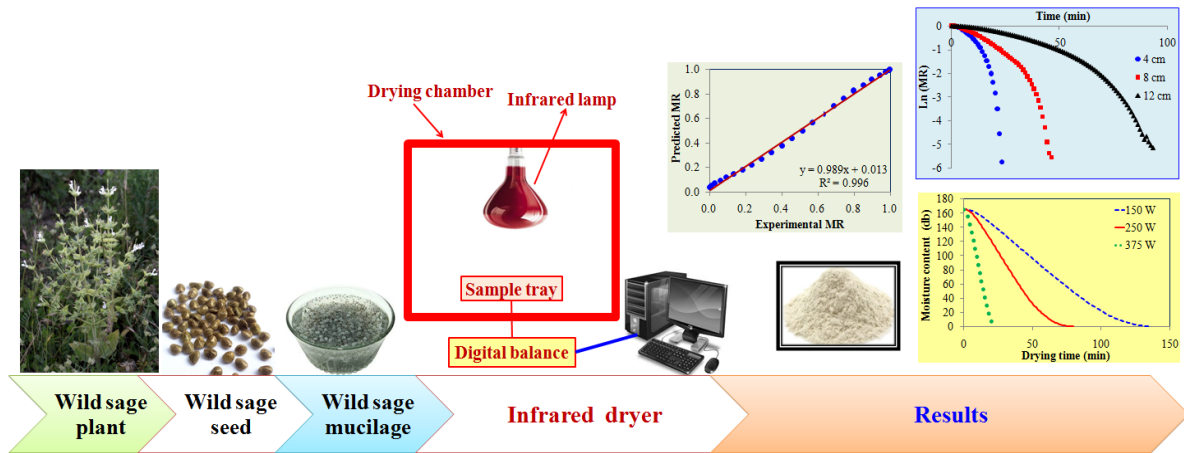 Drying chamber
Infrared lamp
Sample tray
Digital balance
1.0
0.8
0.6
0.4
0.2
0.0
0.0 0.2 0.4 0.6 0.8 1.0
Predicted MR
Experimental MR
y = 0.989x + 0.013
R² = 0.996
Time (min)
0 50 100
0
-1
-2
-3
-4
-5
-6
Ln (MR)
4 cm
8 cm
12 cm
180
160
140
120
100
80
60
40
20
0
0 50 100 150
Moisture content (db)
Drying time (min)
150 W
250 W
375 W
Wild sage
plant
Wild sage
seed
Wild sage
mucilage
Infrared dryer
Results